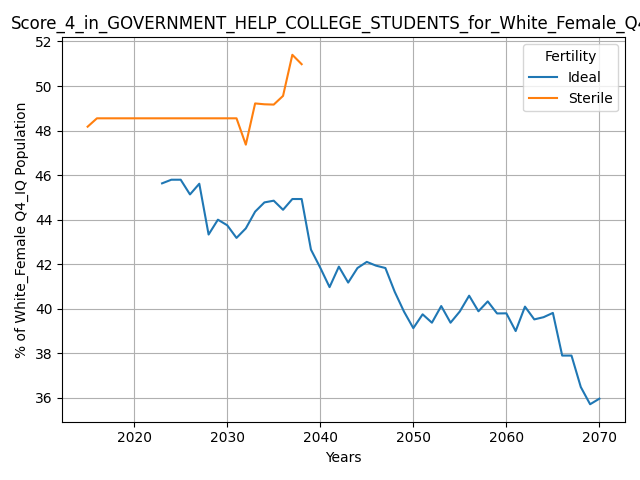 Score_4_in_GOVERNMENT_HELP_COLLEGE_STUDENTS_for_White_Female_Q4
Fertility
Ideal
Sterile
% of White_Female Q4_IQ Population
52
50
48
46
44
42
40
38
36
2020 2030 2040 2050 2060 2070
Years